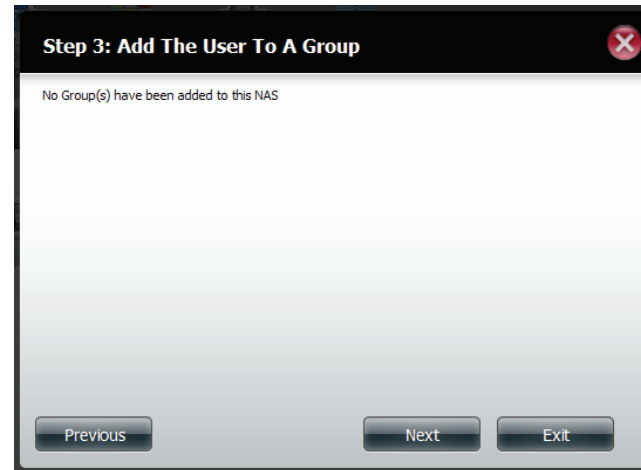 Step 3: Add The User To A Group
No Group(s) have been added to this NAS
Previous
Next
Exit